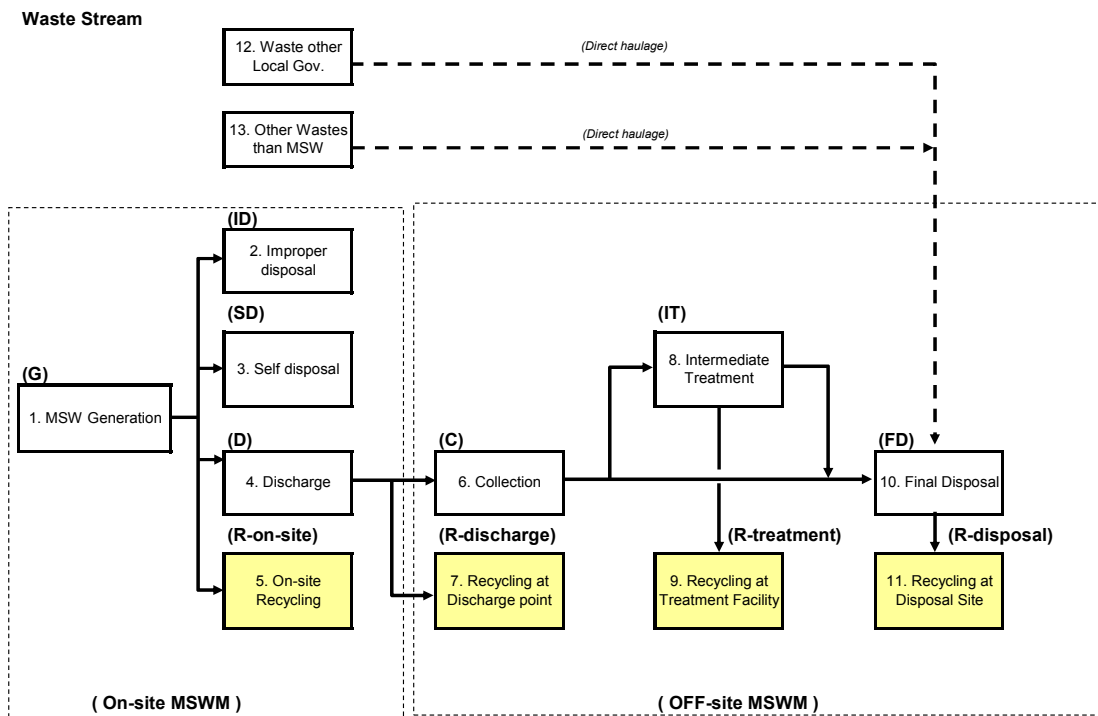 Waste Stream
12. Waste other
Local Gov.
(Direct haulage)
13. Other Wastes
than MSW
(Direct haulage)
(ID)
2. Improper
disposal
(SD)
3. Self disposal
(IT)
8. Intermediate
Treatment
(G)
1. MSW Generation
(D)
4. Discharge
(C)
6. Collection
(FD)
10. Final Disposal
(R-on-site)
5. On-site
Recycling
(R-discharge)
7. Recycling at
Discharge point
(R-treatment)
9. Recycling at
Treatment Facility
(R-disposal)
11. Recycling at
Disposal Site
( On-site MSWM )
( OFF-site MSWM )